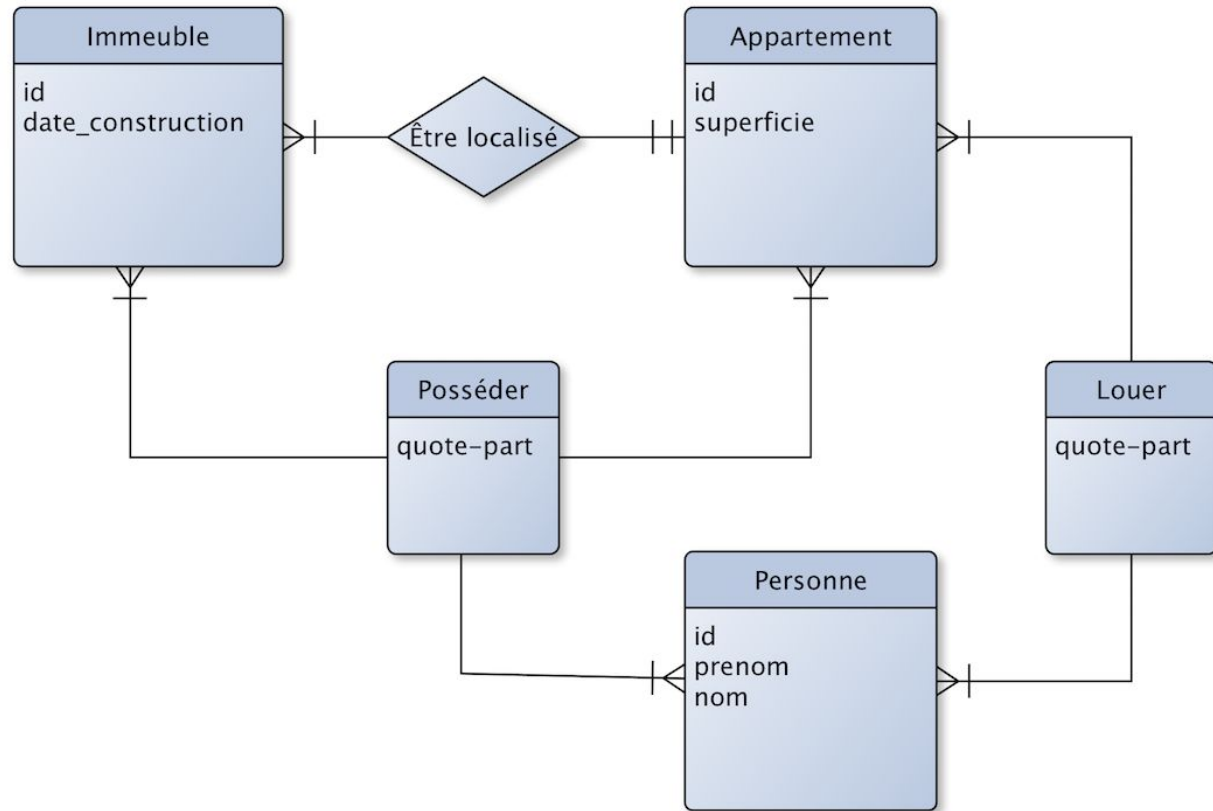 Immeuble
id
date_construction
Être localisé
Appartement
id
superficie
Posséder
quote-part
Louer
quote-part
Personne
id
prenom
nom